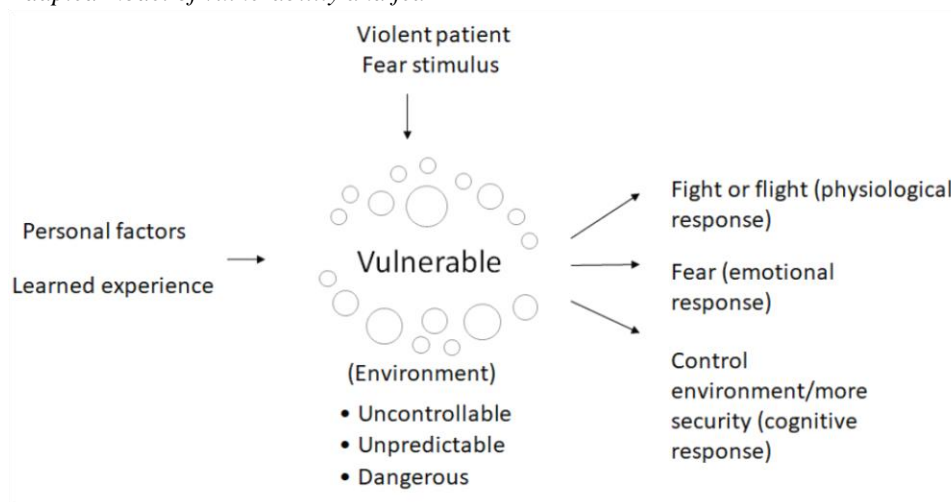 Violent patient
Fear stimulus
Personal factors
Learned experience
Vulnerable
(Environment)
• Uncontrollable
• Unpredictable
• Dangerous
Fight or flight (physiological
response)
Fear (emotional
response)
Control
environment/more
security (cognitive
response)